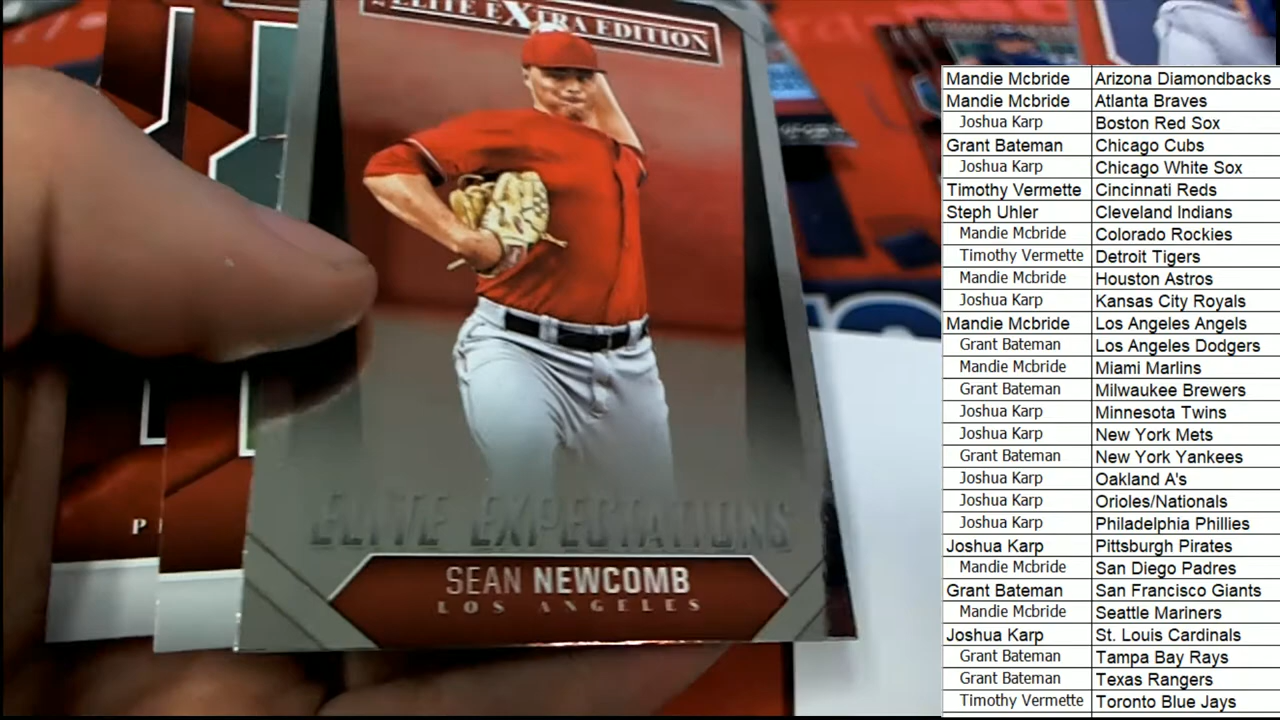 ELITE EXTRA EDITION
ELITE EXPECTATIONS
SEAN NEWCOMB
LOS ANGELES
P
Mandie Mcbride Arizona Diamondbacks
Mandie Mcbride Atlanta Braves
Joshua Karp Boston Red Sox
Grant Bateman Chicago Cubs
Joshua Karp Chicago White Sox
Timothy Vermette Cincinnati Reds
Steph Uhler Cleveland Indians
Mandie Mcbride Colorado Rockies
Timothy Vermette Detroit Tigers
Mandie Mcbride Houston Astros
Joshua Karp Kansas City Royals
Mandie Mcbride Los Angeles Angels
Grant Bateman Los Angeles Dodgers
Mandie Mcbride Miami Marlins
Grant Bateman Milwaukee Brewers
Joshua Karp Minnesota Twins
Joshua Karp New York Mets
Grant Bateman New York Yankees
Joshua Karp Oakland A's
Joshua Karp Orioles/Nationals
Joshua Karp Philadelphia Phillies
Joshua Karp Pittsburgh Pirates
Mandie Mcbride San Diego Padres
Grant Bateman San Francisco Giants
Mandie Mcbride Seattle Mariners
Joshua Karp St. Louis Cardinals
Grant Bateman Tampa Bay Rays
Grant Bateman Texas Rangers
Timothy Vermette Toronto Blue Jays